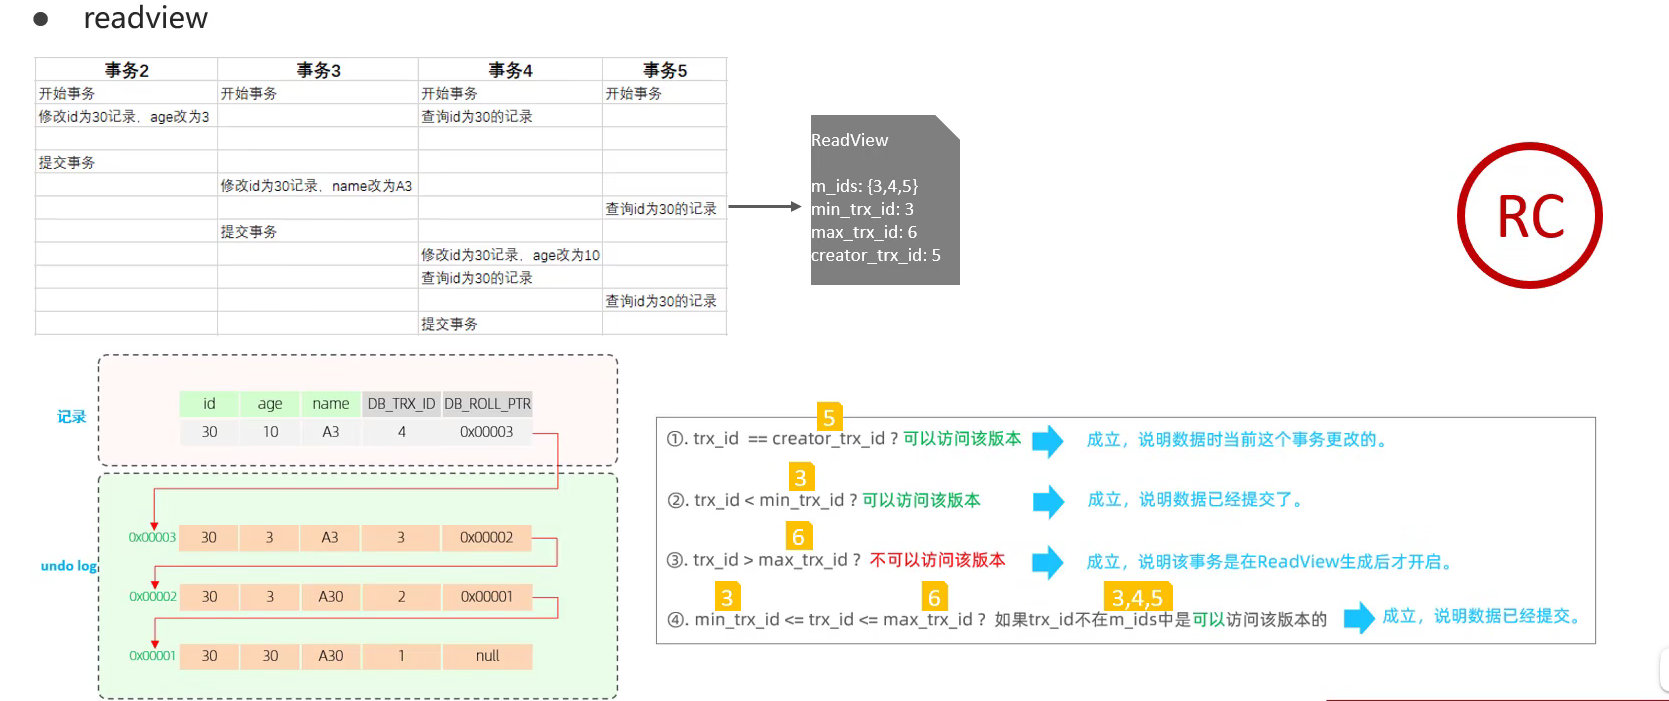 ● readview
事务2 事务3 事务4 事务5
开始事务 开始事务 开始事务 开始事务
修改id为30记录，age改为3 查询id为30的记录
提交事务
修改id为30记录，name改为A3
查询id为30的记录
提交事务
修改id为30记录，age改为10
查询id为30的记录
查询id为30的记录
提交事务
ReadView
m_ids: {3,4,5}
min_trx_id: 3
max_trx_id: 6
creator_trx_id: 5
RC
记录
id age name DB_TRX_ID DB_ROLL_PTR
30 10 A3 4 0x00003
undo log
0x00003 30 3 A3 3 0x00002
0x00002 30 3 A30 2 0x00001
0x00001 30 30 A30 1 null
5
①. trx_id == creator_trx_id ? 可以访问该版本 成立，说明数据时当前这个事务更改的。
3
②. trx_id < min_trx_id ? 可以访问该版本 成立，说明数据已经提交了。
6
③. trx_id > max_trx_id ? 不可以访问该版本 成立，说明该事务是在ReadView生成后才开启。
3 6 3,4,5
④. min_trx_id <= trx_id <= max_trx_id ? 如果trx_id不在m_ids中是可以访问该版本的 成立，说明数据已经提交。